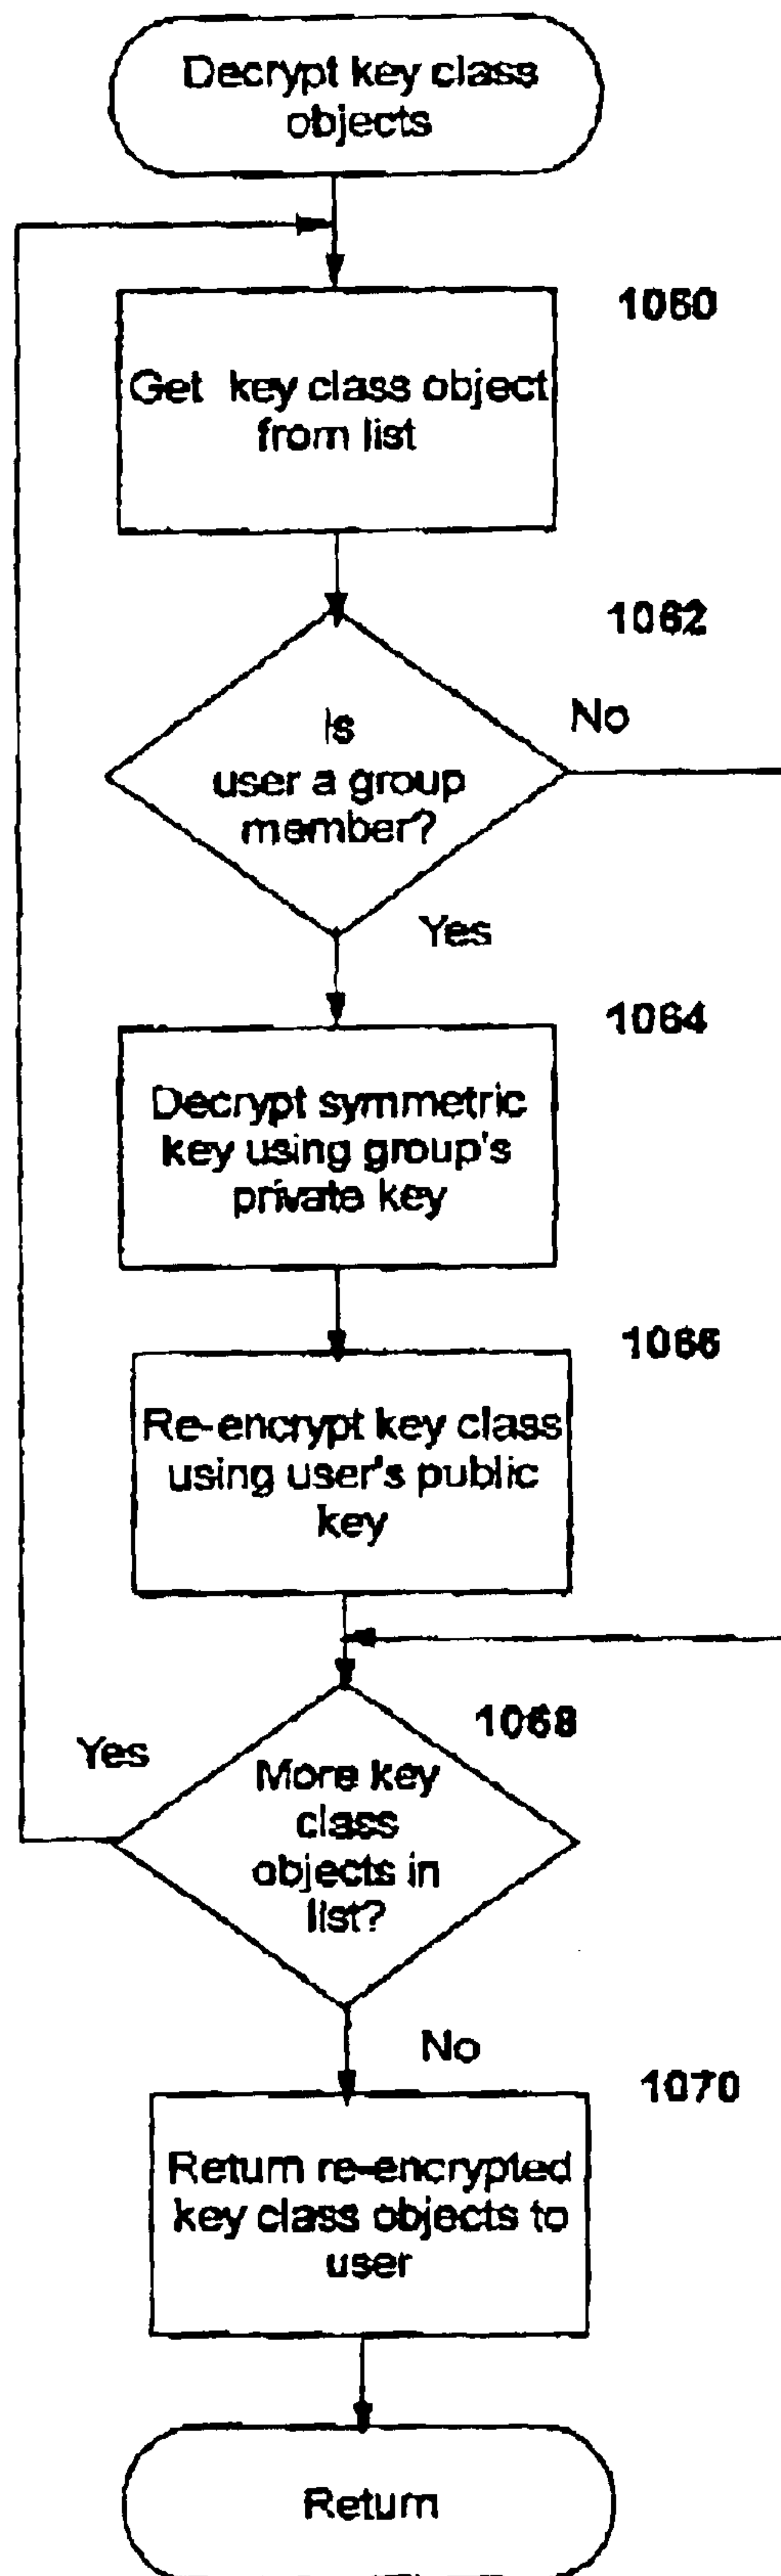 Decrypt key class
objects
1060
Get key class object
from list
1062
Is
user a group
member?
No
Yes
1064
Decrypt symmetric
key using group's
private key
1066
Re-encrypt key class
using user's public
key
1068
Yes
More key
class
objects in
list?
No
1070
Return re-encrypted
key class objects to
user
Return